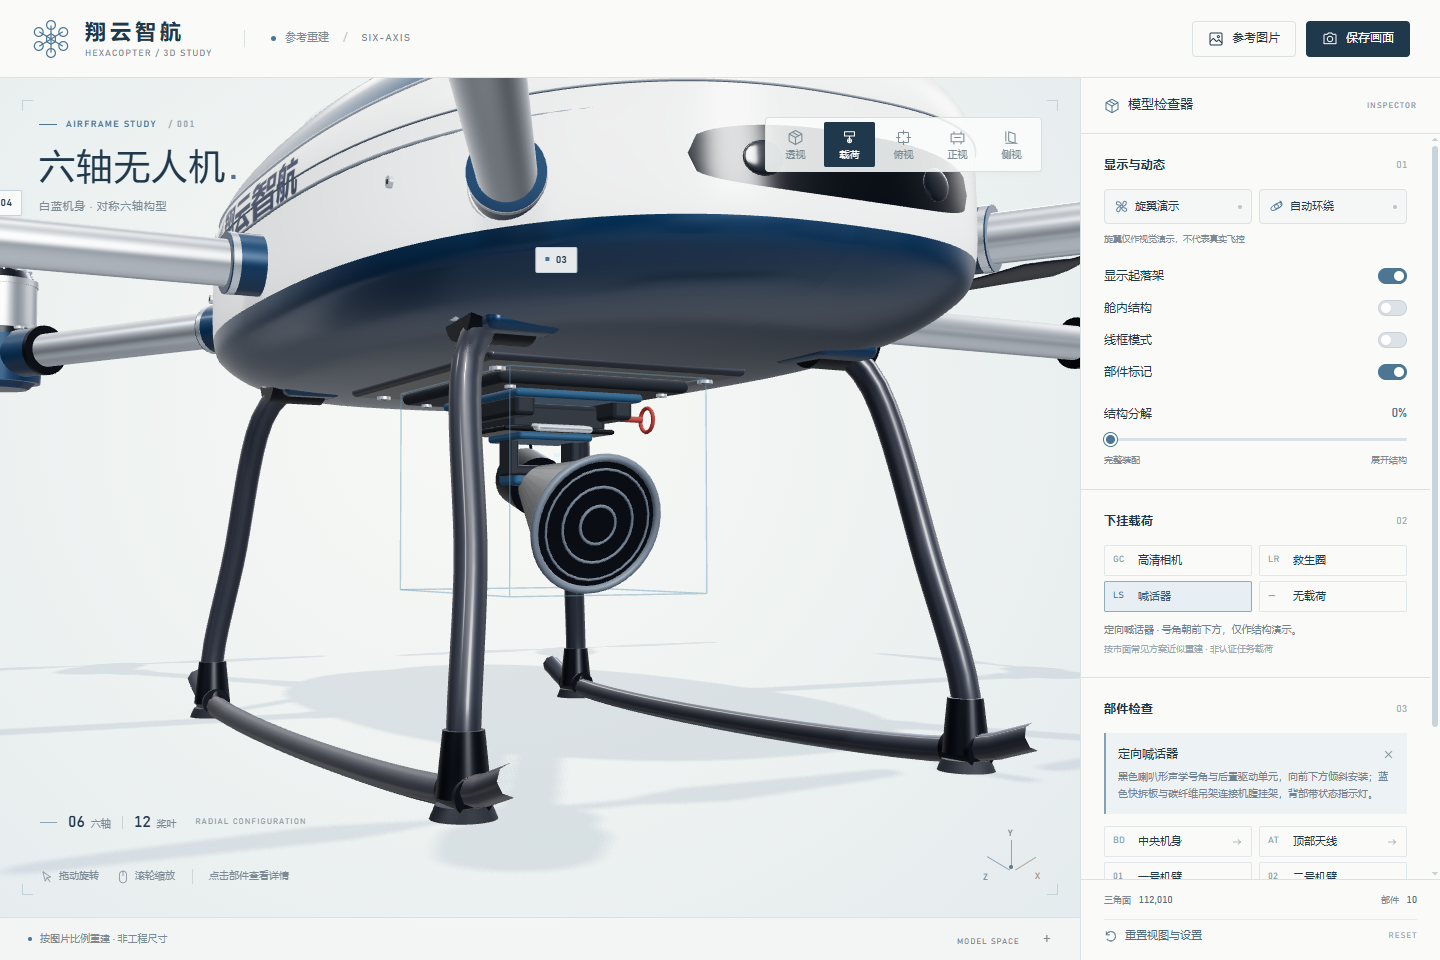 翔云智航
HEXACOPTER / 3D STUDY
参考重建 / SIX-AXIS
参考图片
保存画面
AIRFRAME STUDY / 001
六轴无人机.
白蓝机身 · 对称六轴构型
翔云智航
透视
载荷
俯视
正视
侧视
04
03
06 六轴
12 桨叶
RADIAL CONFIGURATION
拖动旋转
滚轮缩放
点击部件查看详情
Y
Z
X
按图片比例重建 · 非工程尺寸
MODEL SPACE +
模型检查器
INSPECTOR
显示与动态
01
旋翼演示
自动环绕
旋翼仅作视觉演示，不代表真实飞控
显示起落架
舱内结构
线框模式
部件标记
结构分解
0%
完整装配
展开结构
下挂载荷
02
GC 高清相机
LR 救生圈
LS 喊话器
— 无载荷
定向喊话器 · 号角朝前下方，仅作结构演示。
按市面常见方案近似重建 · 非认证任务载荷
部件检查
03
定向喊话器
黑色喇叭形声学号角与后置驱动单元，向前下方倾斜安装；蓝
色快拆板与碳纤维吊架连接机腹挂架，背部带状态指示灯。
BD 中央机身 →
AT 顶部天线 →
01 一号机臂
02 二号机臂
三角面 112,010
部件 10
重置视图与设置
RESET